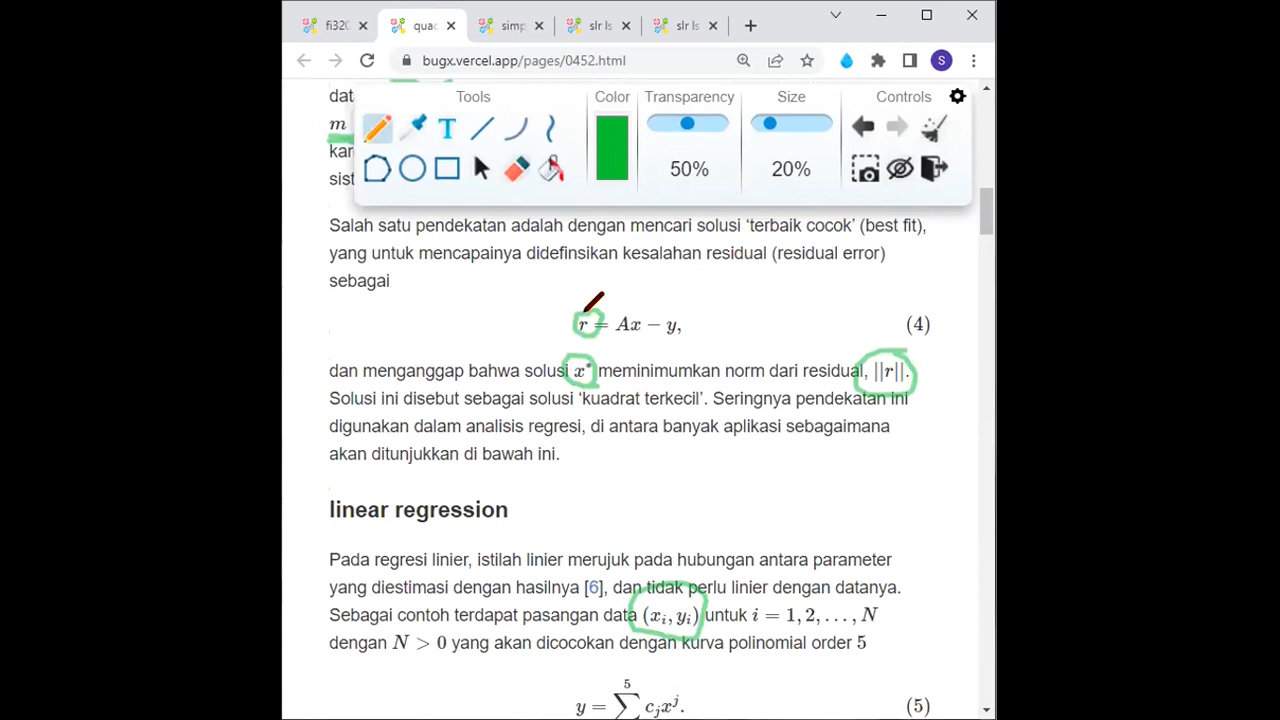 fi320
quac
simp
slr ls
slr ls
bugx.vercel.app/pages/0452.html
S
Tools
Color
Transparency
Size
Controls
T
50%
20%
dat
m
kar
sist
Salah satu pendekatan adalah dengan mencari solusi ‘terbaik cocok’ (best fit),
yang untuk mencapainya didefinsikan kesalahan residual (residual error)
sebagai
r = Ax − y, (4)
dan menganggap bahwa solusi x* meminimumkan norm dari residual, ||r||.
Solusi ini disebut sebagai solusi ‘kuadrat terkecil’. Seringnya pendekatan ini
digunakan dalam analisis regresi, di antara banyak aplikasi sebagaimana
akan ditunjukkan di bawah ini.
linear regression
Pada regresi linier, istilah linier merujuk pada hubungan antara parameter
yang diestimasi dengan hasilnya [6], dan tidak perlu linier dengan datanya.
Sebagai contoh terdapat pasangan data (xᵢ, yᵢ) untuk i = 1, 2, …, N
dengan N > 0 yang akan dicocokan dengan kurva polinomial order 5
5
y = ∑ cⱼxʲ. (5)